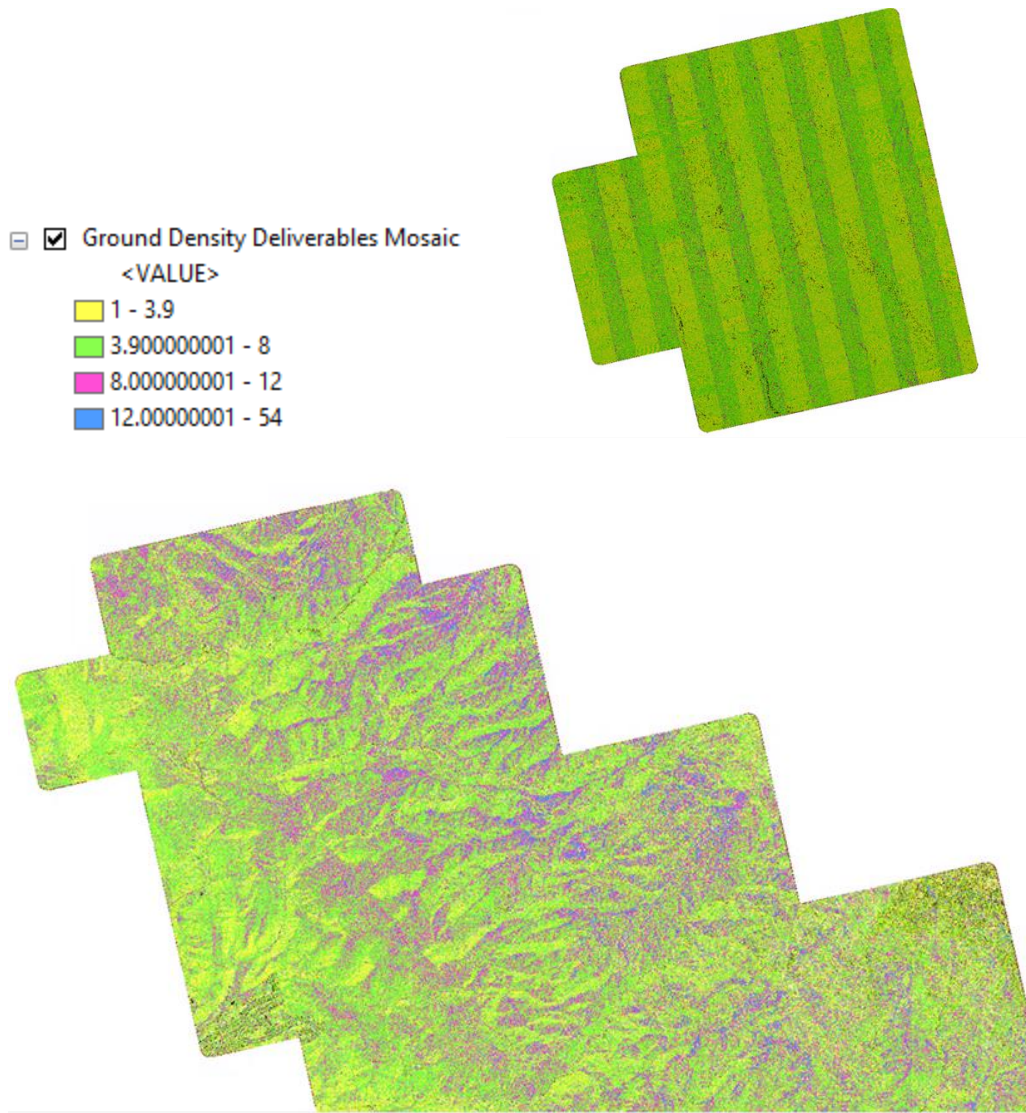 Ground Density Deliverables Mosaic
<VALUE>
1 - 3.9
3.900000001 - 8
8.000000001 - 12
12.00000001 - 54